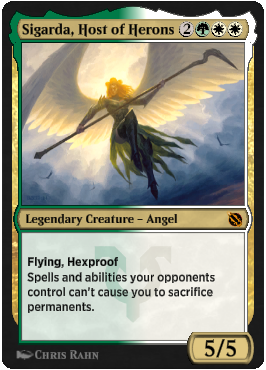 Sigarda, Host of Herons 2
Legendary Creature – Angel
Flying, Hexproof
Spells and abilities your opponents
control can't cause you to sacrifice
permanents.
5/5
Chris Rahn